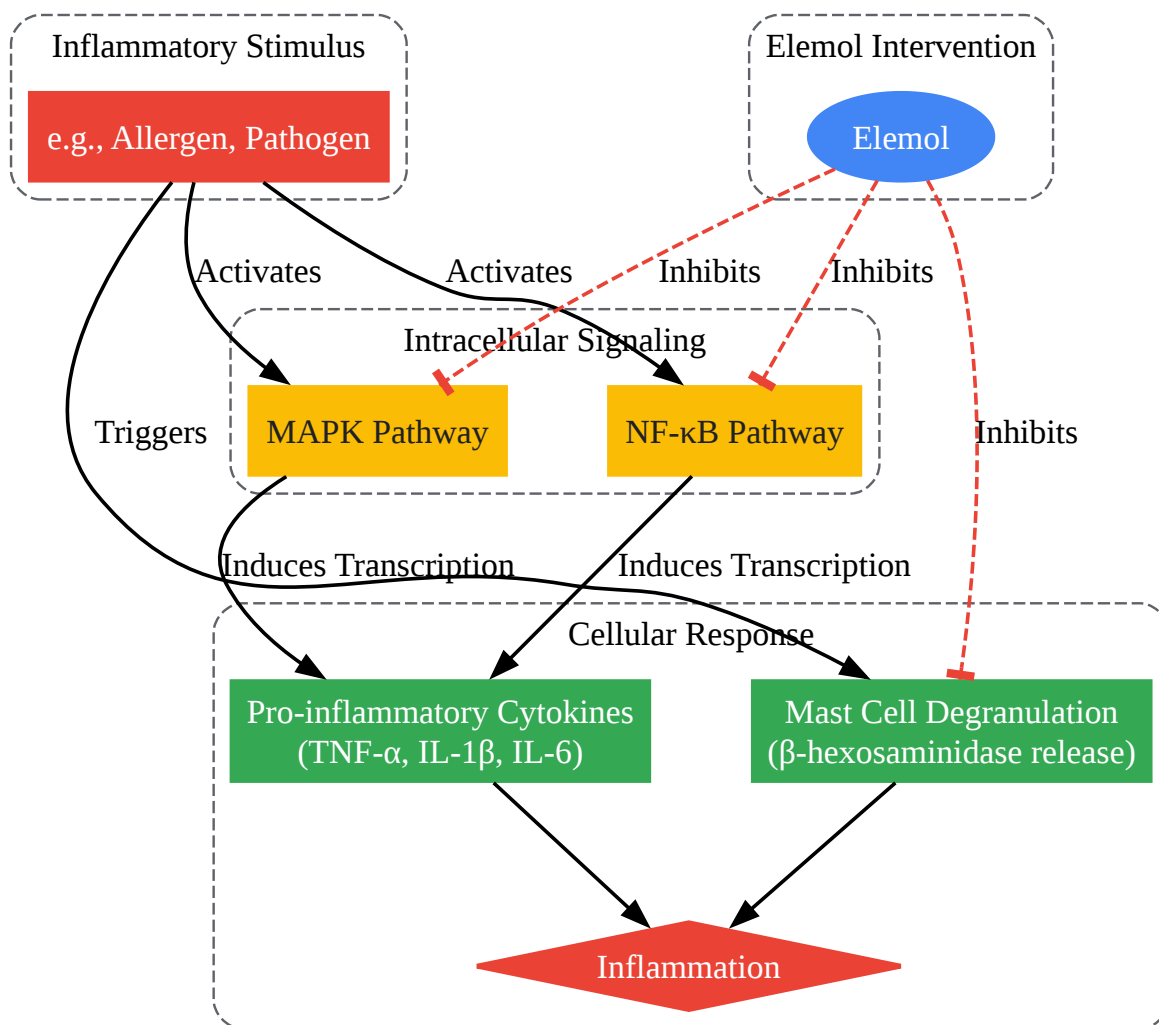 Inflammatory Stimulus
Elemol Intervention
e.g., Allergen, Pathogen
Elemol
Activates
Activates
Inhibits
Inhibits
Intracellular Signaling
Triggers
MAPK Pathway
NF-κB Pathway
Inhibits
Induces Transcription
Induces Transcription
Cellular Response
Pro-inflammatory Cytokines
(TNF-α, IL-1β, IL-6)
Mast Cell Degranulation
(β-hexosaminidase release)
Inflammation